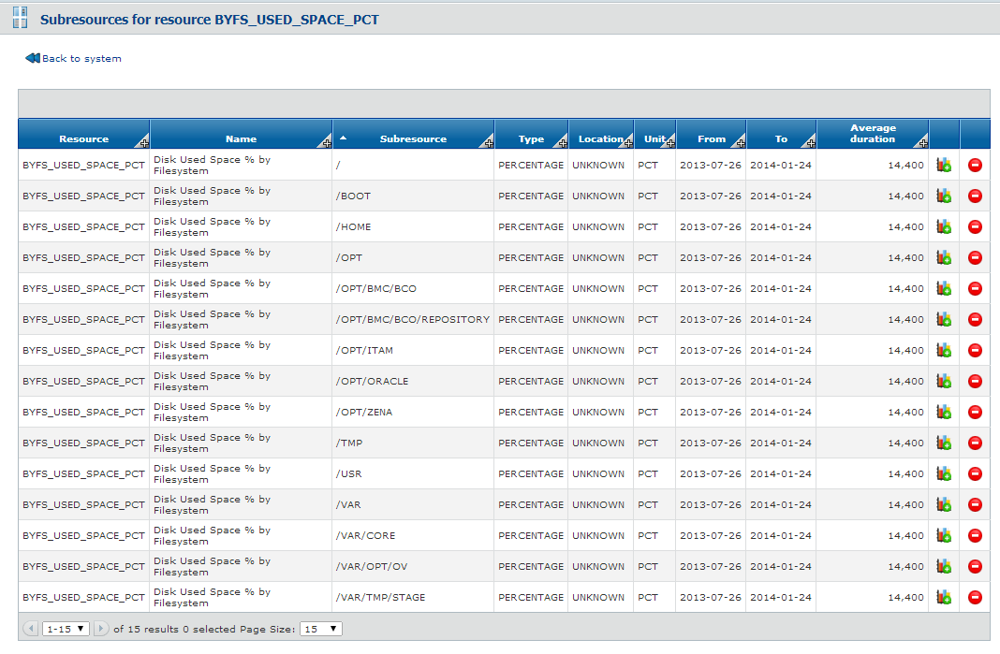 Subresources for resource BYFS_USED_SPACE_PCT
Back to system
Resource Name Subresource Type Location Unit From To Average duration
BYFS_USED_SPACE_PCT Disk Used Space % by Filesystem / PERCENTAGE UNKNOWN PCT 2013-07-26 2014-01-24 14,400
BYFS_USED_SPACE_PCT Disk Used Space % by Filesystem /BOOT PERCENTAGE UNKNOWN PCT 2013-07-26 2014-01-24 14,400
BYFS_USED_SPACE_PCT Disk Used Space % by Filesystem /HOME PERCENTAGE UNKNOWN PCT 2013-07-26 2014-01-24 14,400
BYFS_USED_SPACE_PCT Disk Used Space % by Filesystem /OPT PERCENTAGE UNKNOWN PCT 2013-07-26 2014-01-24 14,400
BYFS_USED_SPACE_PCT Disk Used Space % by Filesystem /OPT/BMC/BCO PERCENTAGE UNKNOWN PCT 2013-07-26 2014-01-24 14,400
BYFS_USED_SPACE_PCT Disk Used Space % by Filesystem /OPT/BMC/BCO/REPOSITORY PERCENTAGE UNKNOWN PCT 2013-07-26 2014-01-24 14,400
BYFS_USED_SPACE_PCT Disk Used Space % by Filesystem /OPT/ITAM PERCENTAGE UNKNOWN PCT 2013-07-26 2014-01-24 14,400
BYFS_USED_SPACE_PCT Disk Used Space % by Filesystem /OPT/ORACLE PERCENTAGE UNKNOWN PCT 2013-07-26 2014-01-24 14,400
BYFS_USED_SPACE_PCT Disk Used Space % by Filesystem /OPT/ZENA PERCENTAGE UNKNOWN PCT 2013-07-26 2014-01-24 14,400
BYFS_USED_SPACE_PCT Disk Used Space % by Filesystem /TMP PERCENTAGE UNKNOWN PCT 2013-07-26 2014-01-24 14,400
BYFS_USED_SPACE_PCT Disk Used Space % by Filesystem /USR PERCENTAGE UNKNOWN PCT 2013-07-26 2014-01-24 14,400
BYFS_USED_SPACE_PCT Disk Used Space % by Filesystem /VAR PERCENTAGE UNKNOWN PCT 2013-07-26 2014-01-24 14,400
BYFS_USED_SPACE_PCT Disk Used Space % by Filesystem /VAR/CORE PERCENTAGE UNKNOWN PCT 2013-07-26 2014-01-24 14,400
BYFS_USED_SPACE_PCT Disk Used Space % by Filesystem /VAR/OPT/OV PERCENTAGE UNKNOWN PCT 2013-07-26 2014-01-24 14,400
BYFS_USED_SPACE_PCT Disk Used Space % by Filesystem /VAR/TMP/STAGE PERCENTAGE UNKNOWN PCT 2013-07-26 2014-01-24 14,400
1-15 of 15 results 0 selected Page Size: 15